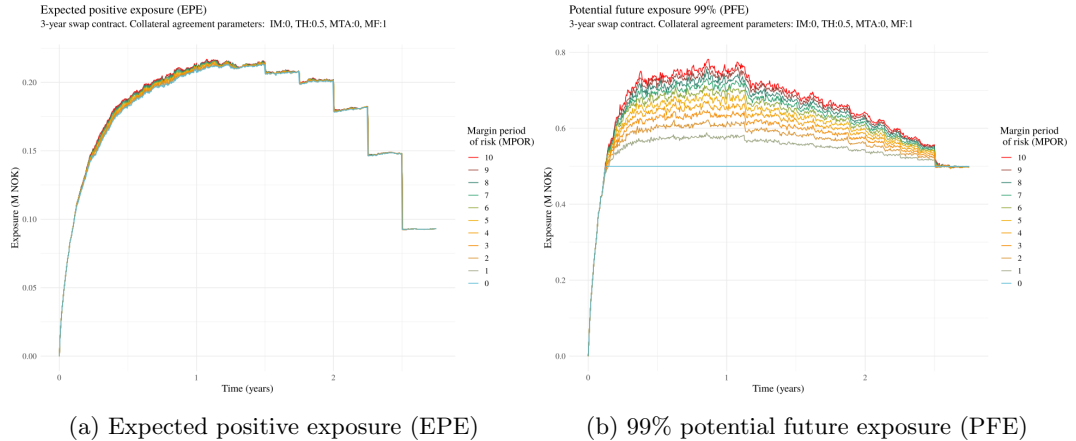 Expected positive exposure (EPE)
3-year swap contract. Collateral agreement parameters:  IM:0, TH:0.5, MTA:0, MF:1
0.20
0.15
0.10
0.05
0.00
Exposure (M NOK)
0
1
2
Time (years)
Margin period
of risk (MPOR)
10
9
8
7
6
5
4
3
2
1
0
(a) Expected positive exposure (EPE)
Potential future exposure 99% (PFE)
3-year swap contract. Collateral agreement parameters: IM:0, TH:0.5, MTA:0, MF:1
0.8
0.6
0.4
0.2
0.0
Exposure (M NOK)
0
1
2
Time (years)
Margin period
of risk (MPOR)
10
9
8
7
6
5
4
3
2
1
0
(b) 99% potential future exposure (PFE)